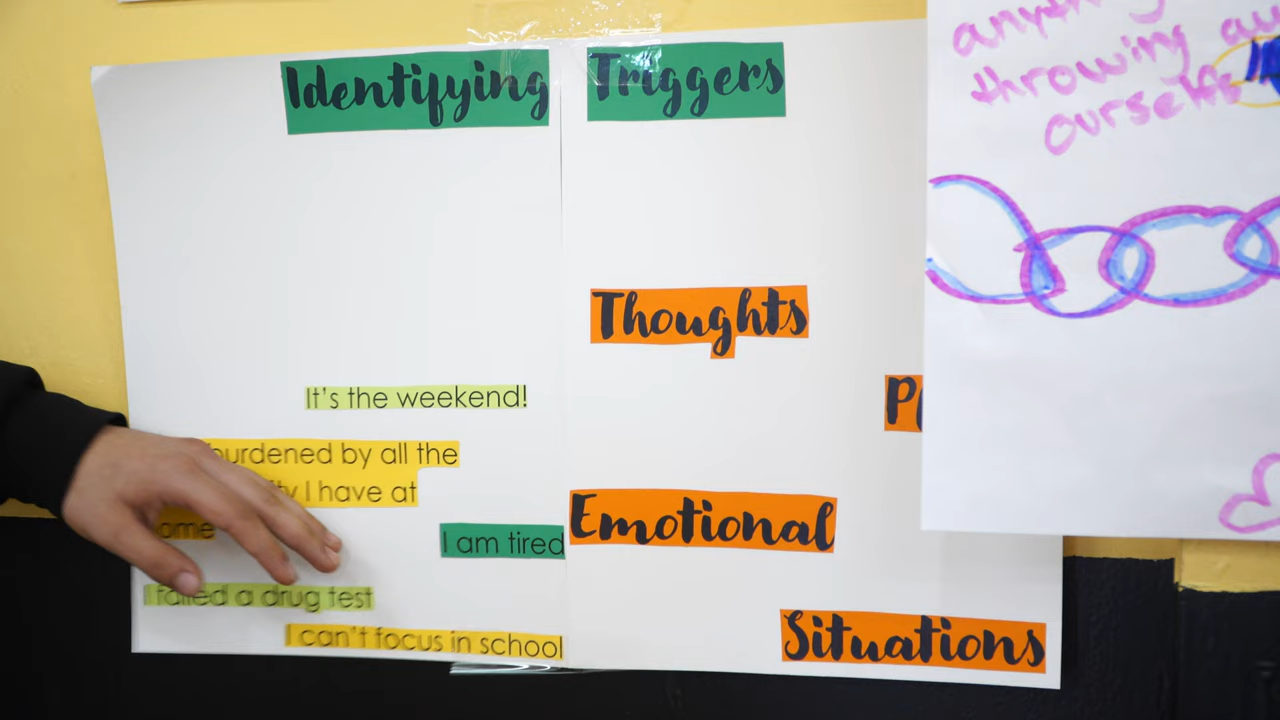 Identifying Triggers
Thoughts
It's the weekend!
burdened by all the
I have at
Emotional
I am tired
I failed a drug test
I can't focus in school
Situations
throwing
ourselves